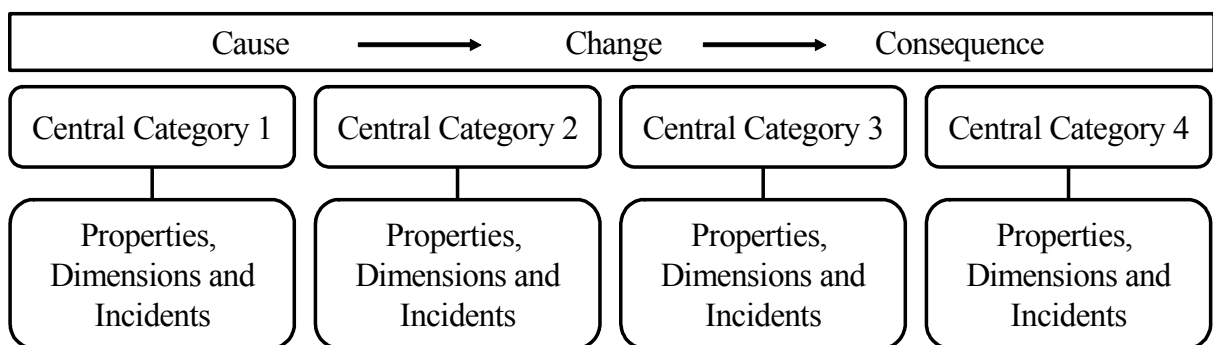 Cause Change Consequence
Central Category 1
Central Category 2
Central Category 3
Central Category 4
Properties,
Dimensions and
Incidents
Properties,
Dimensions and
Incidents
Properties,
Dimensions and
Incidents
Properties,
Dimensions and
Incidents